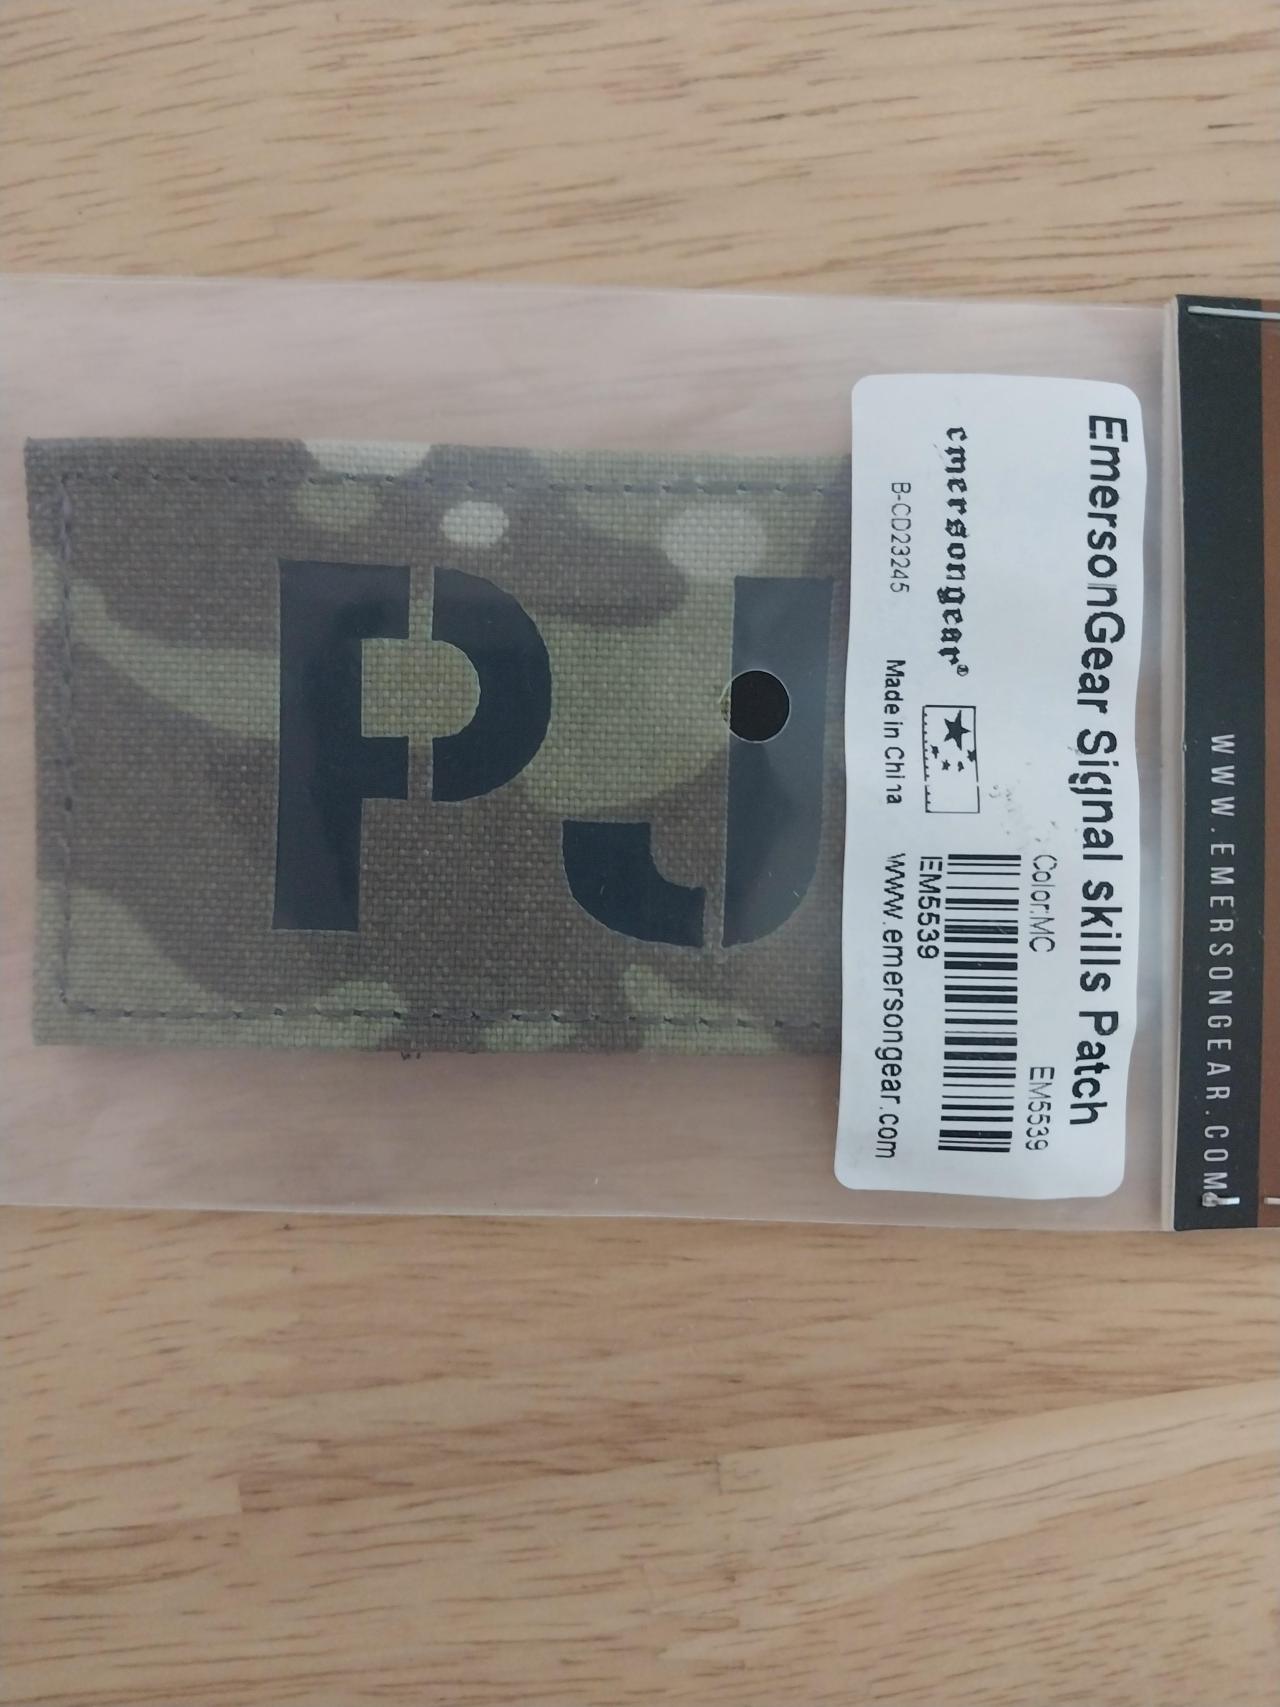 WWW.EMERSONGEAR.COM
EmersonGear Signal skills Patch
Color:MC EM5539
emersongear®
EM5539
B-CD23245 Made in China www.emersongear.com
PJ